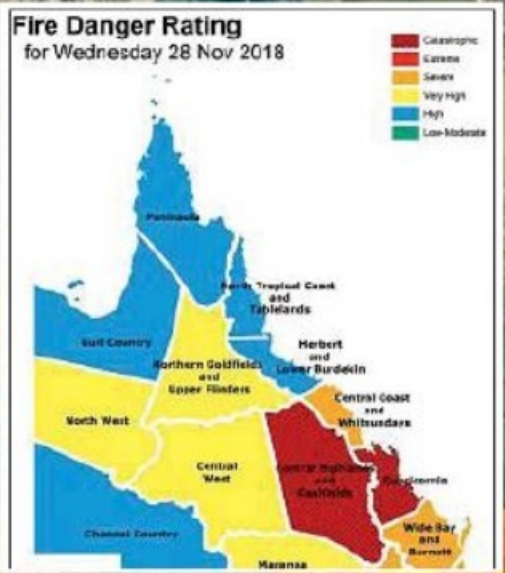 Fire Danger Rating
for Wednesday 28 Nov 2018
Catastrophic
Extreme
Severe
Very High
High
Low-Moderate
Peninsula
North Tropical Coast
and
Tablelands
Gulf Country
Northern Goldfields
and
Upper Flinders
Herbert
and
Lower Burdekin
Central Coast
and
Whitsundays
North West
Central
West
Central Highlands
and
Coalfields
Capricornia
Channel Country
Wide Bay
and
Burnett
Maranoa